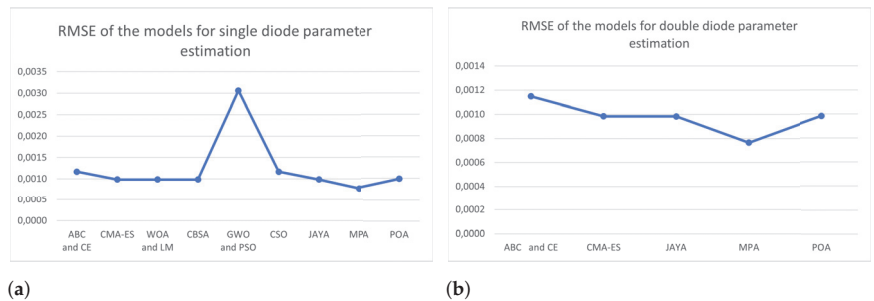 RMSE of the models for single diode parameter
estimation
0,0035
0,0030
0,0025
0,0020
0,0015
0,0010
0,0005
0,0000
ABC and CE
CMA-ES
WOA and LM
CBSA
GWO and PSO
CSO
JAYA
MPA
POA
(a)
RMSE of the models for double diode parameter
estimation
0,0014
0,0012
0,0010
0,0008
0,0006
0,0004
0,0002
0,0000
ABC and CE
CMA-ES
JAYA
MPA
POA
(b)